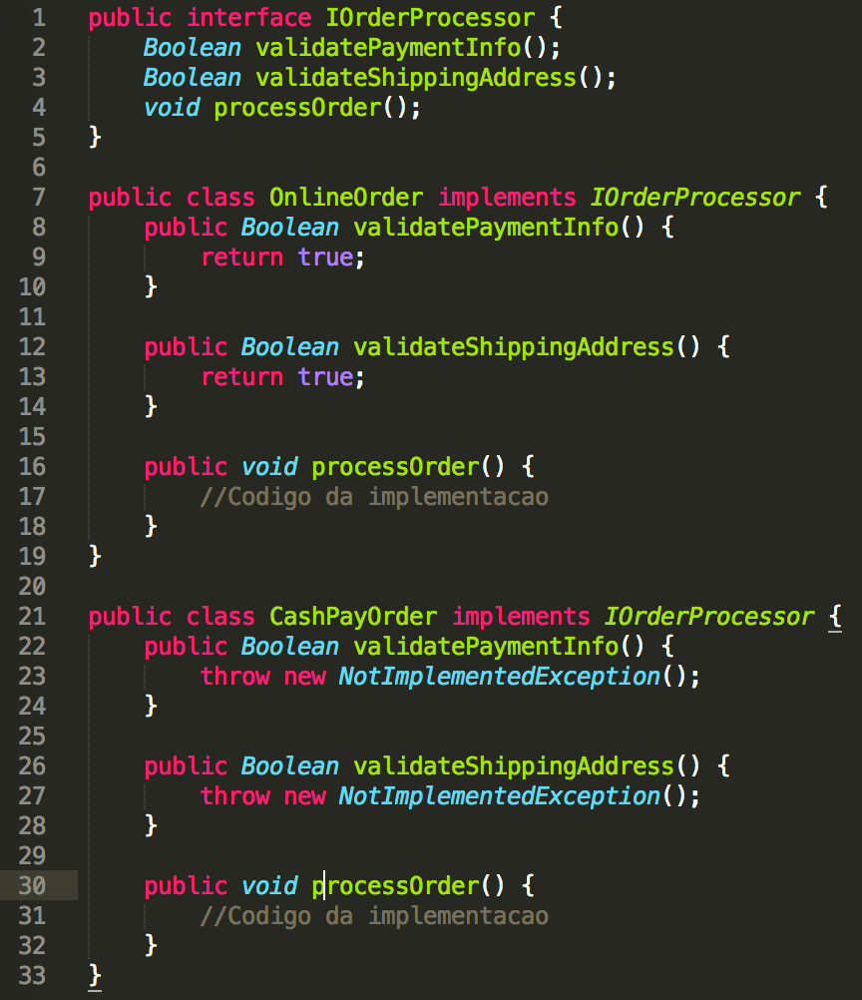 1 public interface IOrderProcessor {
2     Boolean validatePaymentInfo();
3     Boolean validateShippingAddress();
4     void processOrder();
5 }
6
7 public class OnlineOrder implements IOrderProcessor {
8     public Boolean validatePaymentInfo() {
9         return true;
10     }
11
12     public Boolean validateShippingAddress() {
13         return true;
14     }
15
16     public void processOrder() {
17         //Codigo da implementacao
18     }
19 }
20
21 public class CashPayOrder implements IOrderProcessor {
22     public Boolean validatePaymentInfo() {
23         throw new NotImplementedException();
24     }
25
26     public Boolean validateShippingAddress() {
27         throw new NotImplementedException();
28     }
29
30     public void processOrder() {
31         //Codigo da implementacao
32     }
33 }